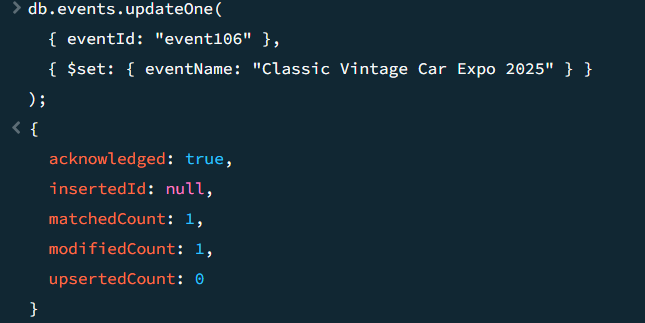 > db.events.updateOne(
{ eventId: "event106" },
{ $set: { eventName: "Classic Vintage Car Expo 2025" } }
);
< {
acknowledged: true,
insertedId: null,
matchedCount: 1,
modifiedCount: 1,
upsertedCount: 0
}